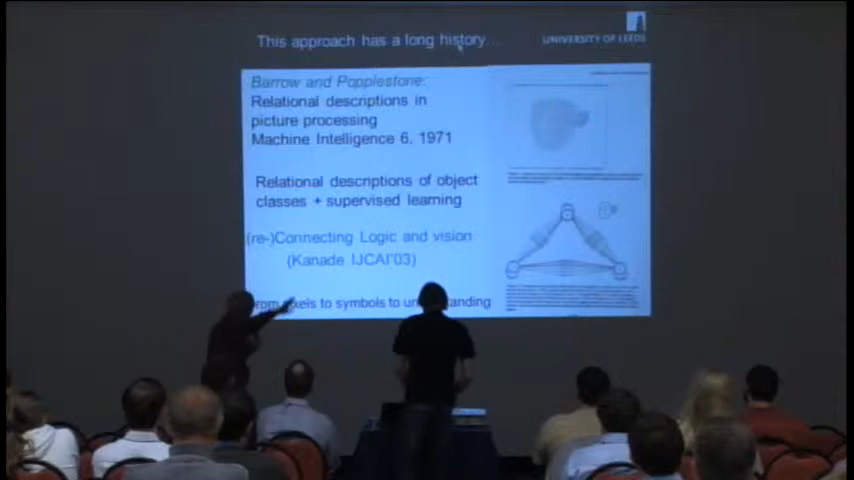 This approach has a long history...
UNIVERSITY OF LEEDS
Barrow and Popplestone:
Relational descriptions in
picture processing
Machine Intelligence 6, 1971
Relational descriptions of object
classes + supervised learning
(re-)Connecting Logic and vision
(Kanade IJCAI'03)
to symbols to